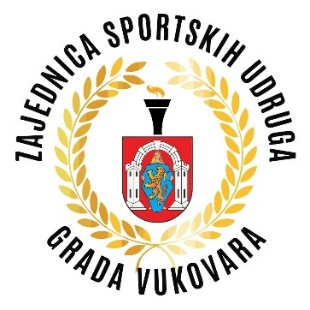 ZAJEDNICA SPORTSKIH UDRUGA
GRADA VUKOVARA